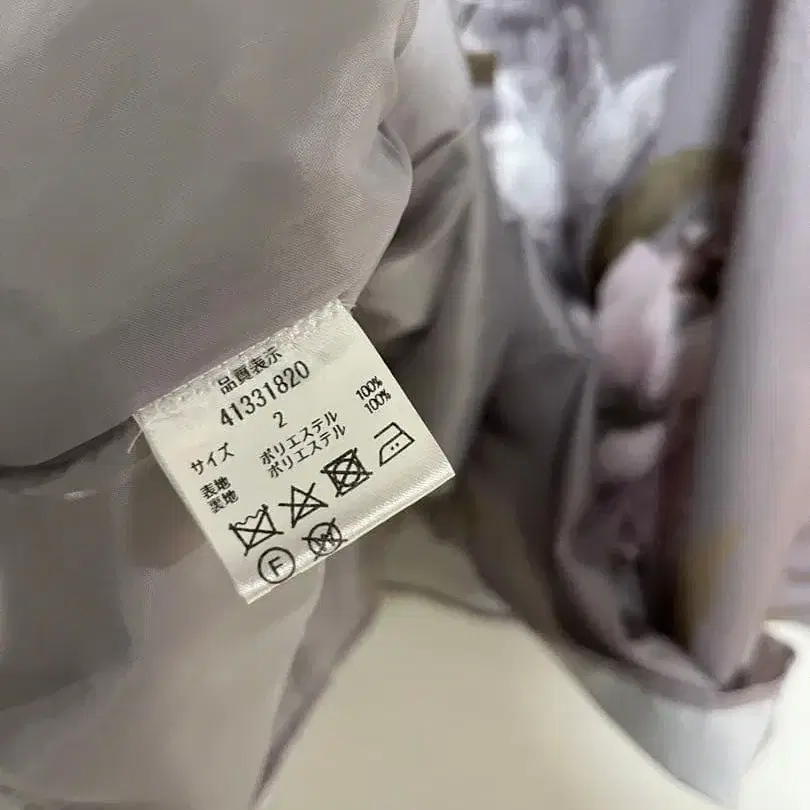 品質表示
41331820
サイズ 2
表地 ポリエステル 100%
裏地 ポリエステル 100%
F W